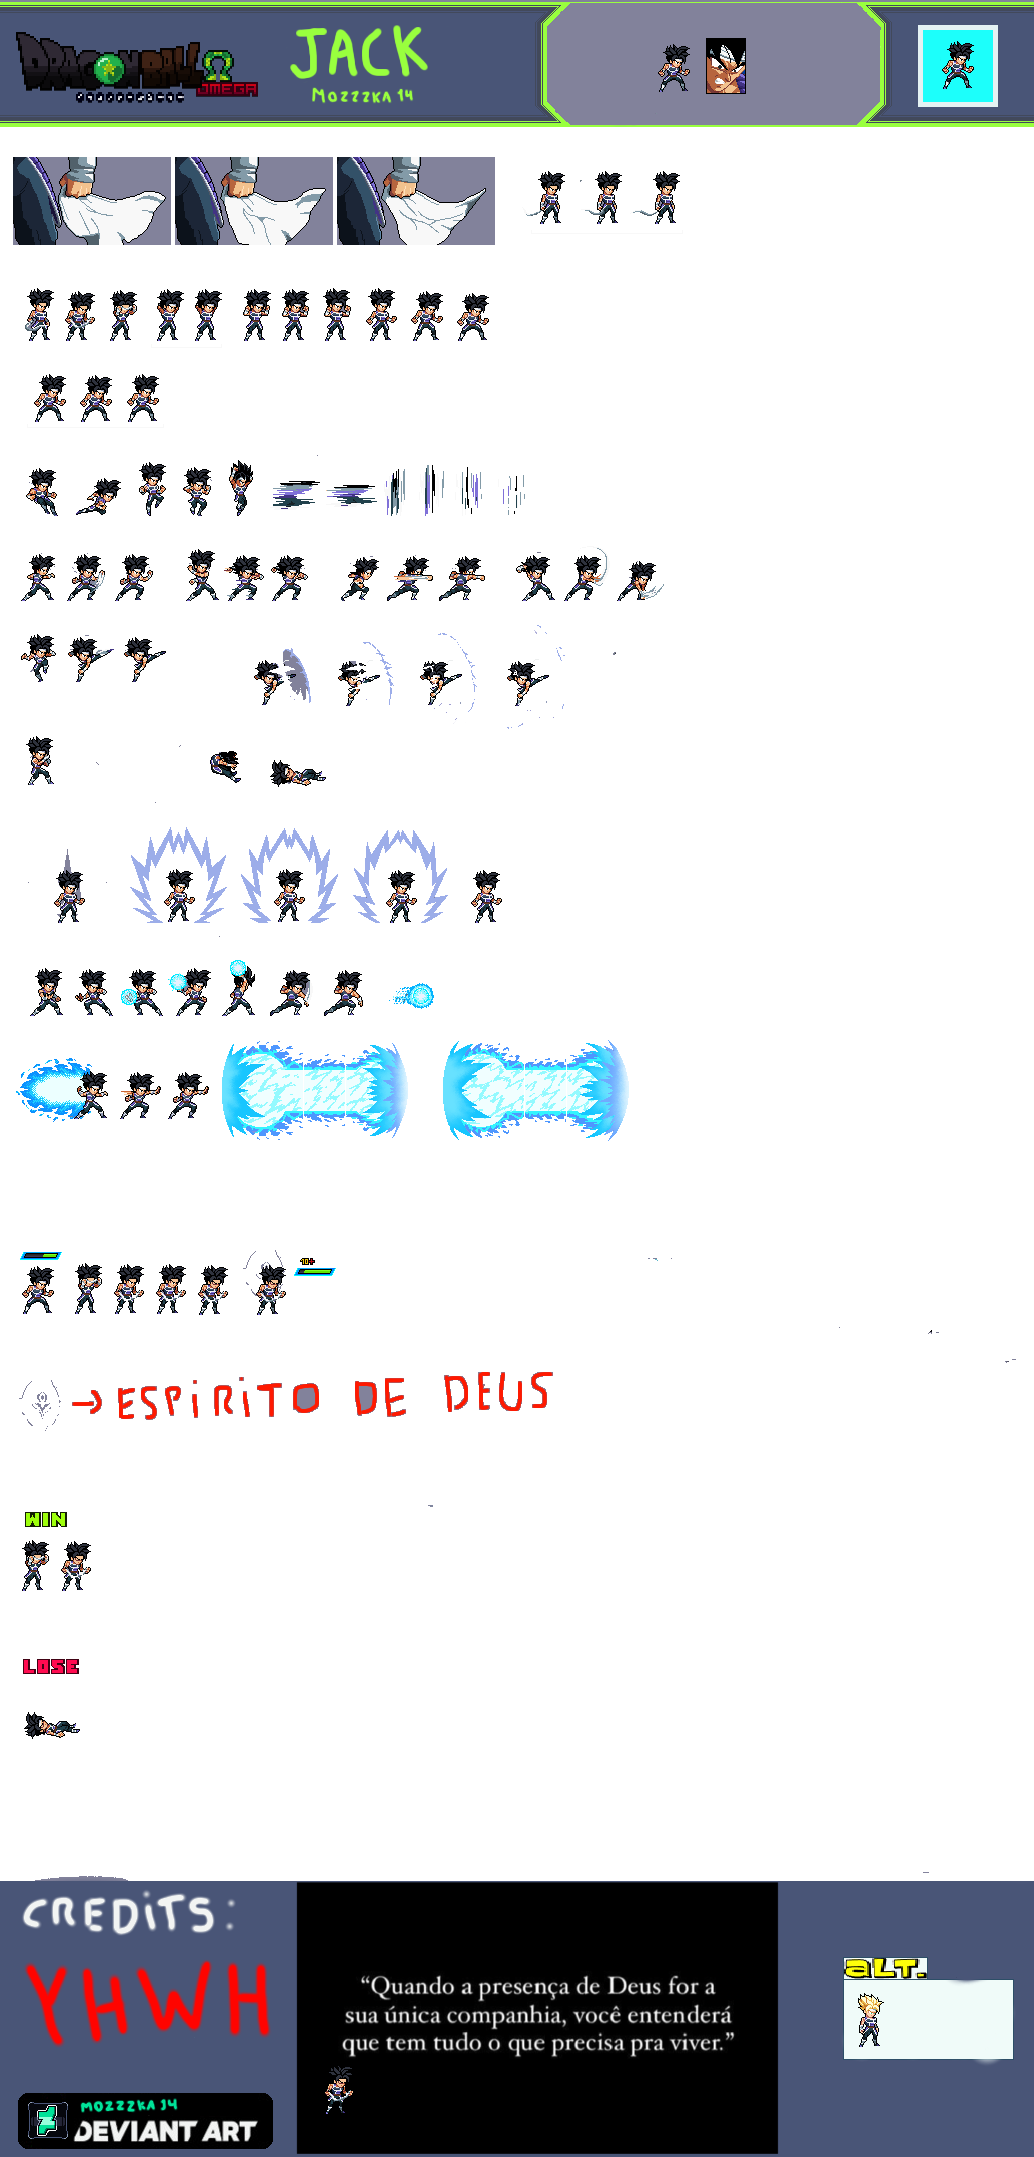 DRAGON BALL Ω
OMEGA
JACK
MOZZZKA 14
ESPIRITO DE DEUS
WIN
LOSE
CREDITS:
YHWH
“Quando a presença de Deus for a
sua única companhia, você entenderá
que tem tudo o que precisa pra viver.”
ALT.
MOZZZKA 14
DEVIANT ART